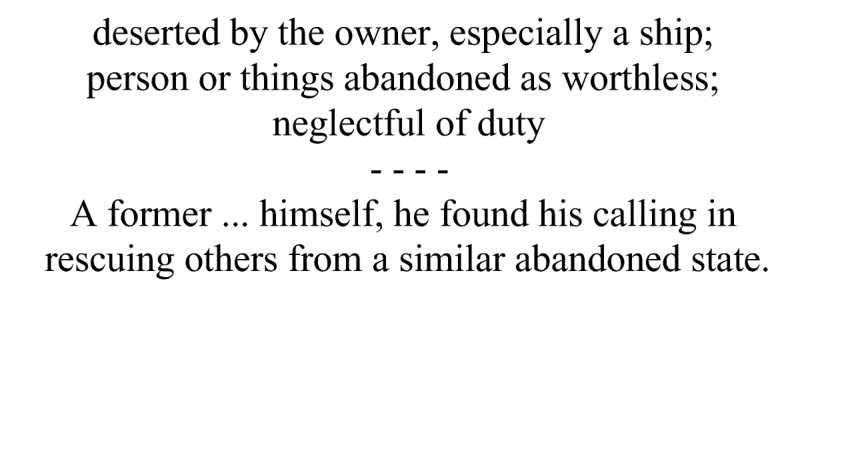 deserted by the owner, especially a ship;
person or things abandoned as worthless;
neglectful of duty
- - - -
A former ... himself, he found his calling in
rescuing others from a similar abandoned state.